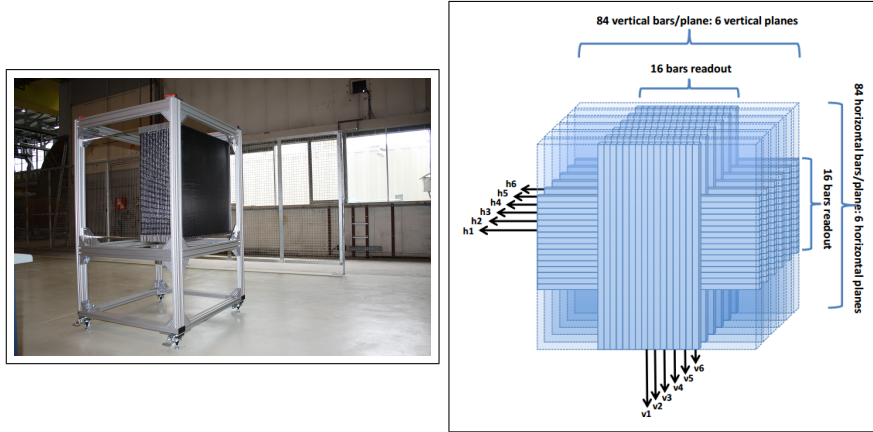 84 vertical bars/plane: 6 vertical planes
16 bars readout
84 horizontal bars/plane: 6 horizontal planes
16 bars readout
h6
h5
h4
h3
h2
h1
v6
v5
v4
v3
v2
v1